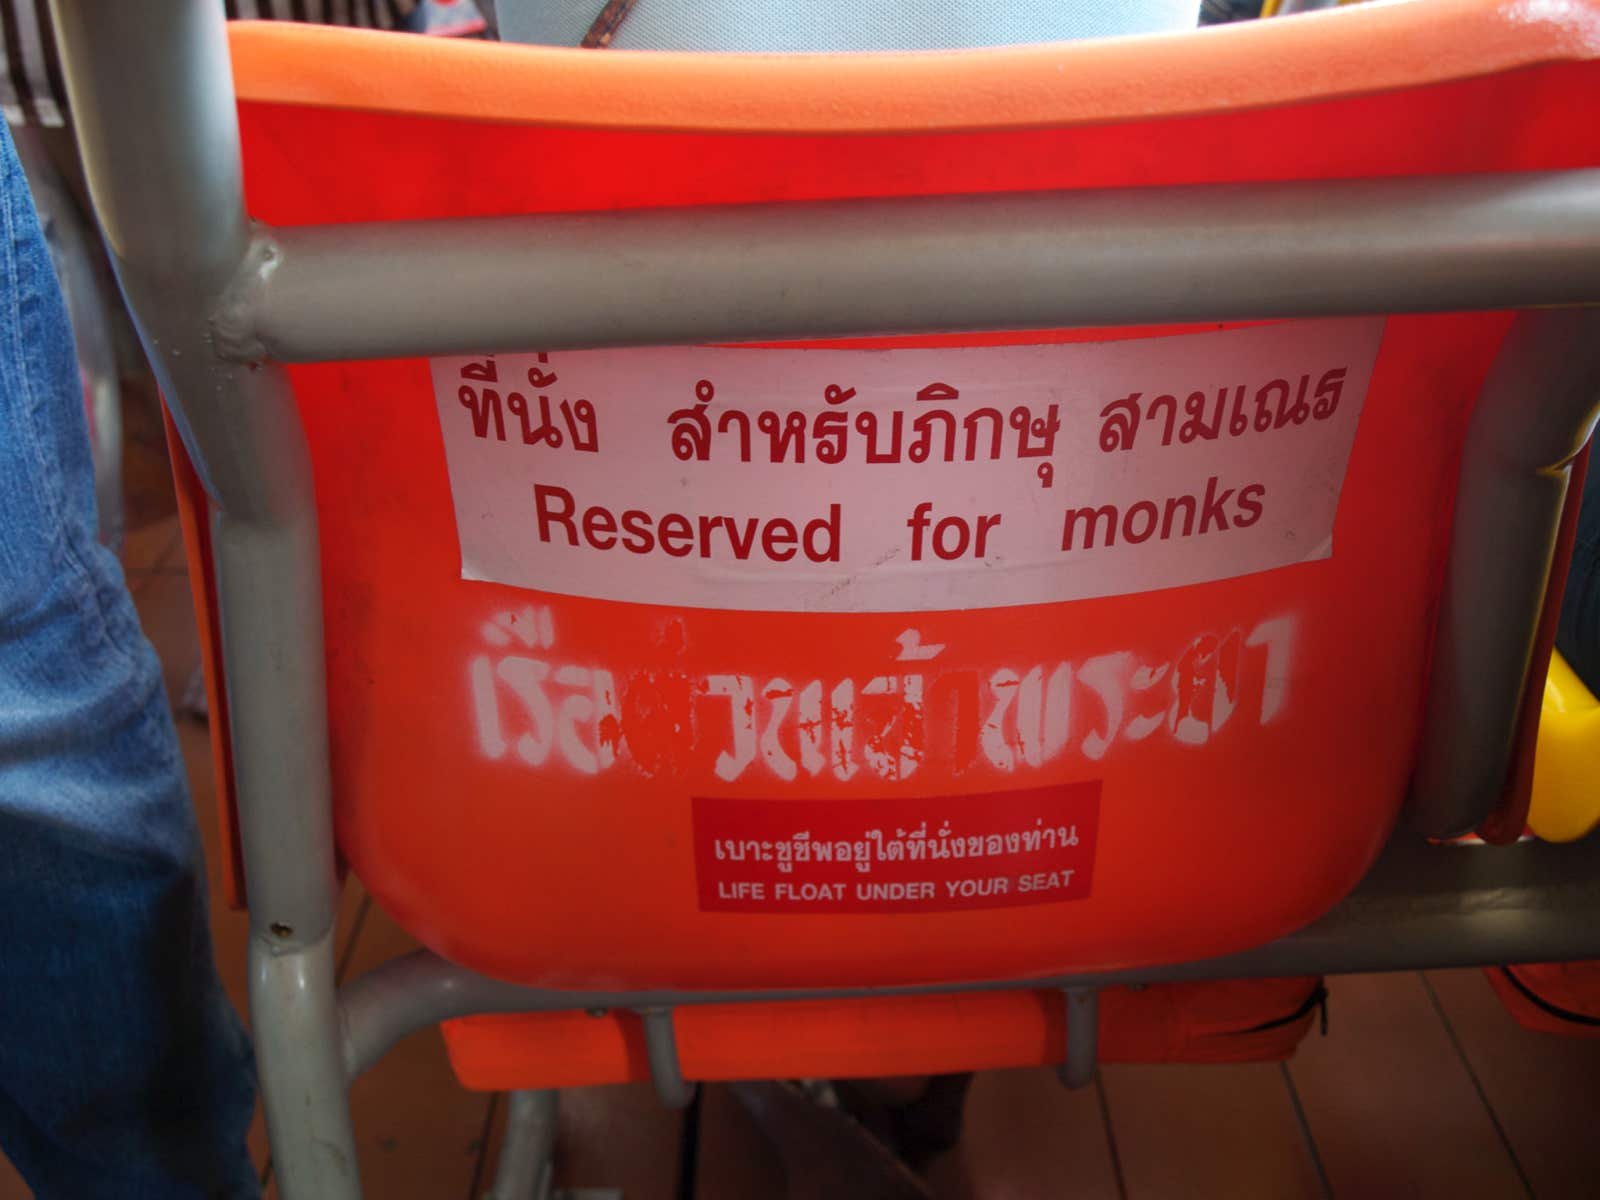 ที่นั่ง สำหรับภิกษุ สามเณร
Reserved for monks
เรือด่วนเจ้าพระยา
เบาะชูชีพอยู่ใต้ที่นั่งของท่าน
LIFE FLOAT UNDER YOUR SEAT